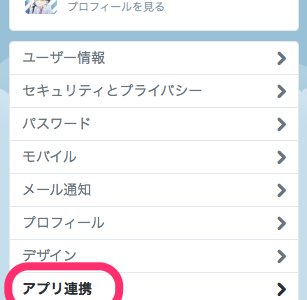 プロフィールを見る
ユーザー情報
セキュリティとプライバシー
パスワード
モバイル
メール通知
プロフィール
デザイン
アプリ連携